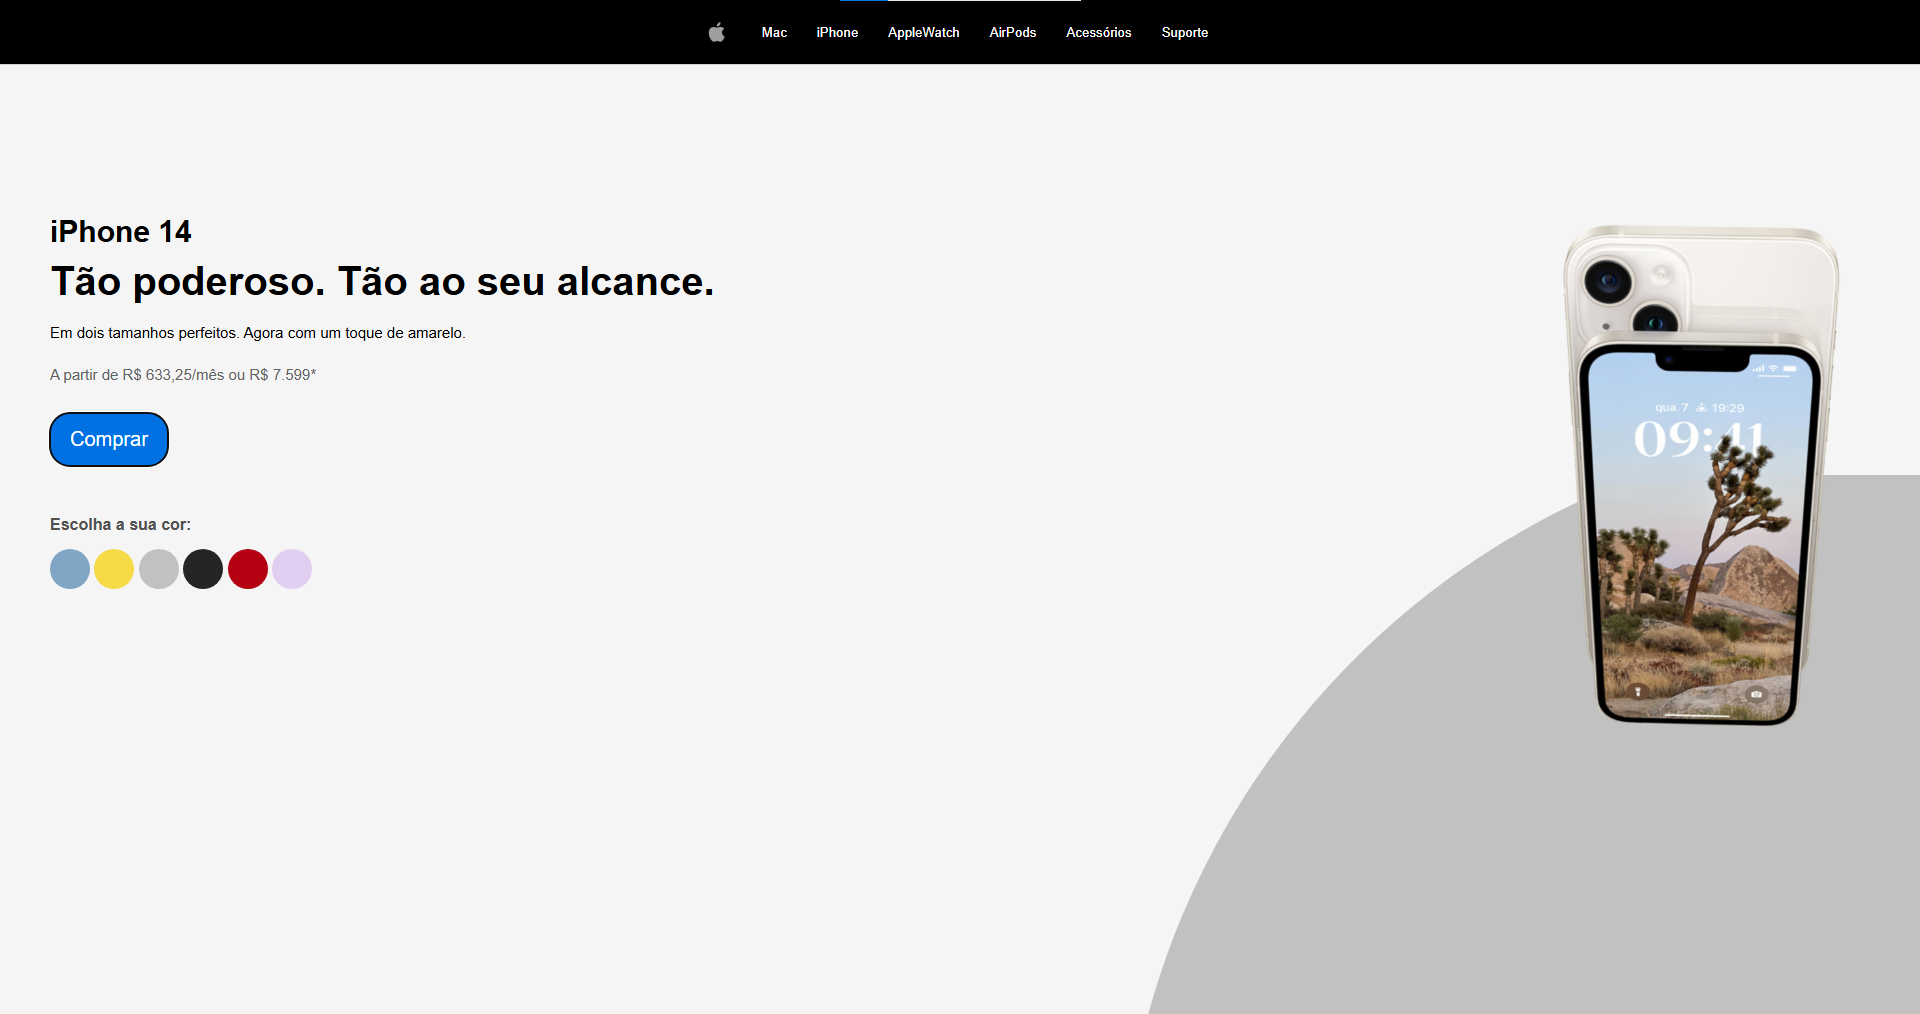 Mac iPhone AppleWatch AirPods Acessórios Suporte
iPhone 14
Tão poderoso. Tão ao seu alcance.
Em dois tamanhos perfeitos. Agora com um toque de amarelo.
A partir de R$ 633,25/mês ou R$ 7.599*
Comprar
Escolha a sua cor:
qua. 7 19:29
09:41